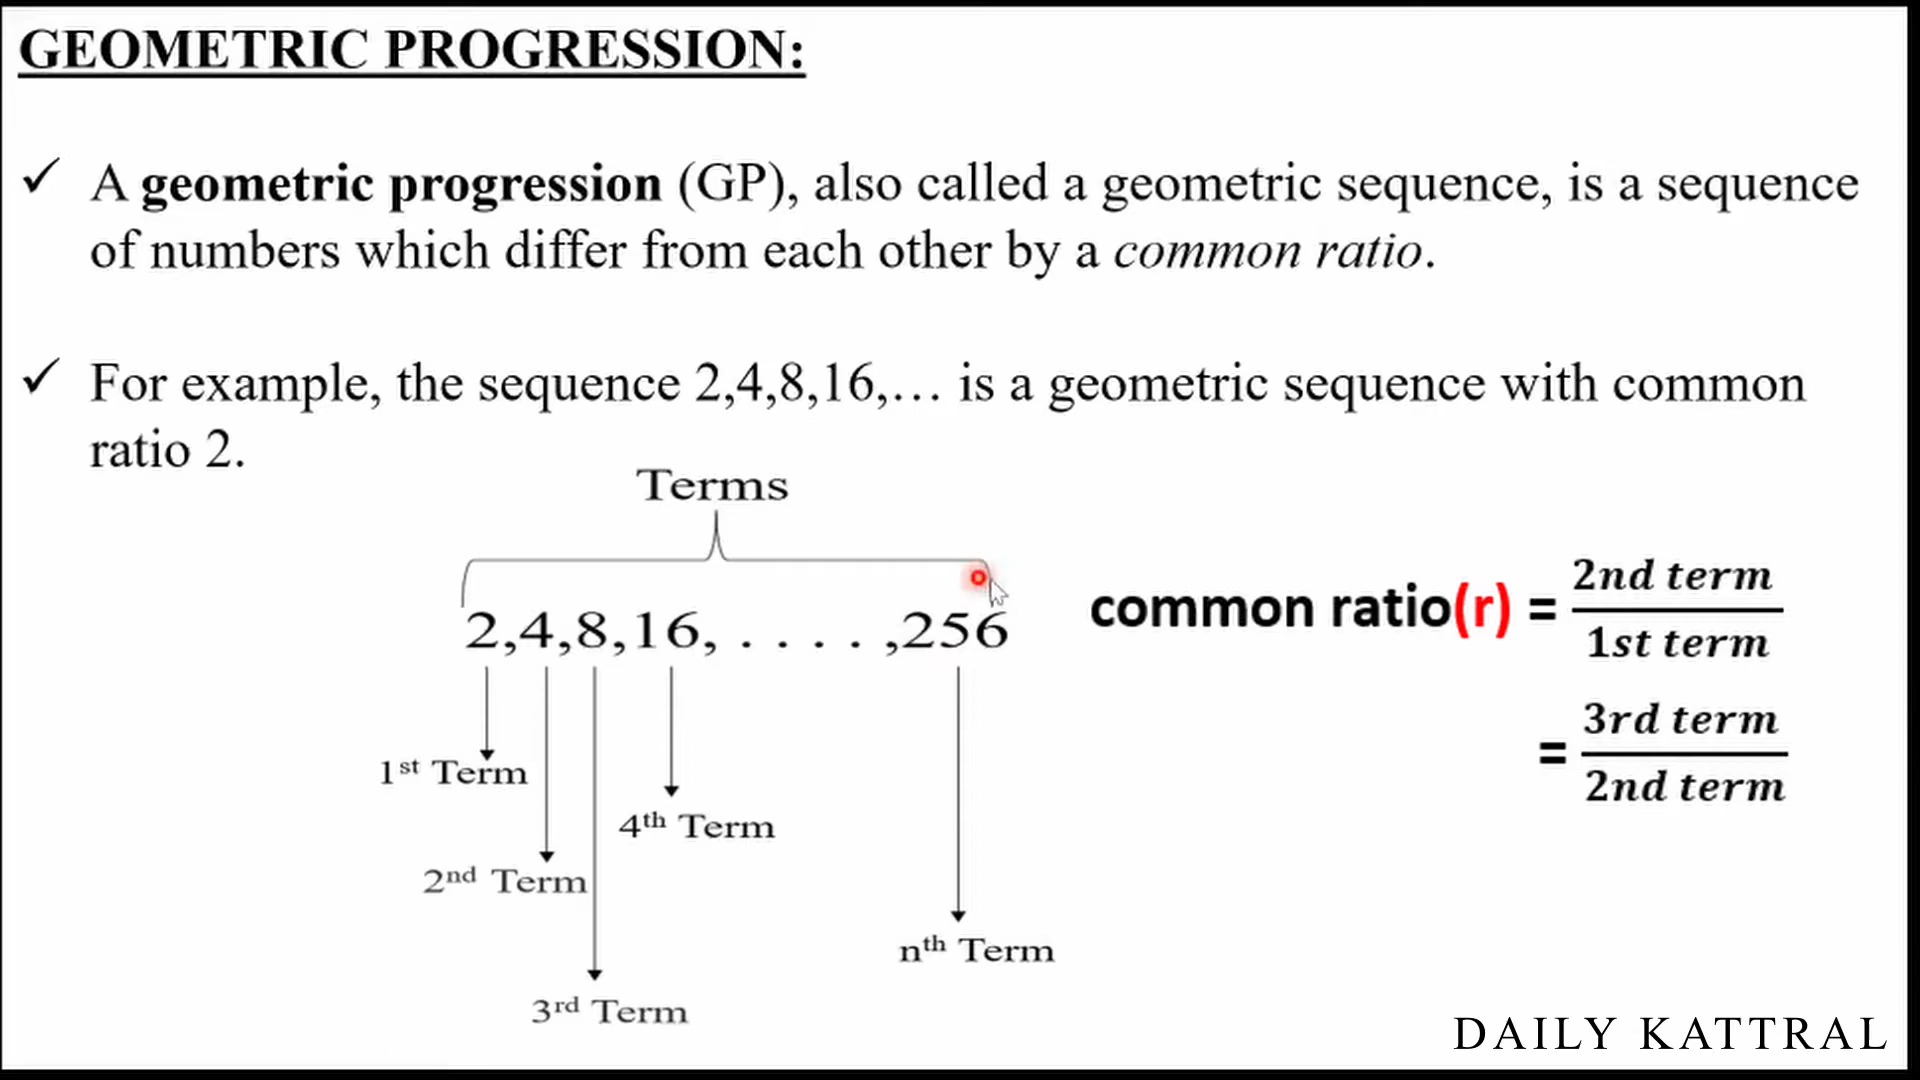 GEOMETRIC PROGRESSION:
✓ A geometric progression (GP), also called a geometric sequence, is a sequence
of numbers which differ from each other by a common ratio.
✓ For example, the sequence 2,4,8,16,… is a geometric sequence with common
ratio 2.
Terms
2,4,8,16, . . . . ,256
1st Term
2nd Term
3rd Term
4th Term
nth Term
common ratio(r) = 2nd term / 1st term
= 3rd term / 2nd term
DAILY KATTRAL